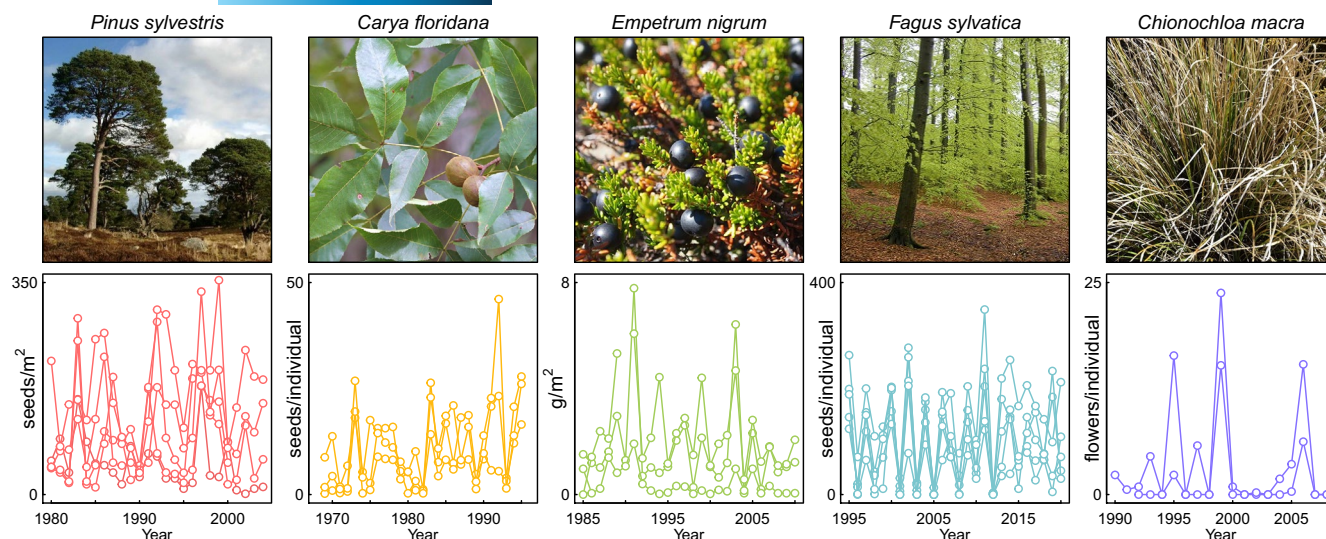 Pinus sylvestris
Carya floridana
Empetrum nigrum
Fagus sylvatica
Chionochloa macra
350
seeds/m²
0
1980
1990
2000
Year
50
seeds/individual
0
1970
1980
1990
Year
8
g/m²
0
1985
1995
2005
Year
400
seeds/individual
0
1995
2005
2015
Year
25
flowers/individual
0
1990
1995
2000
2005
Year